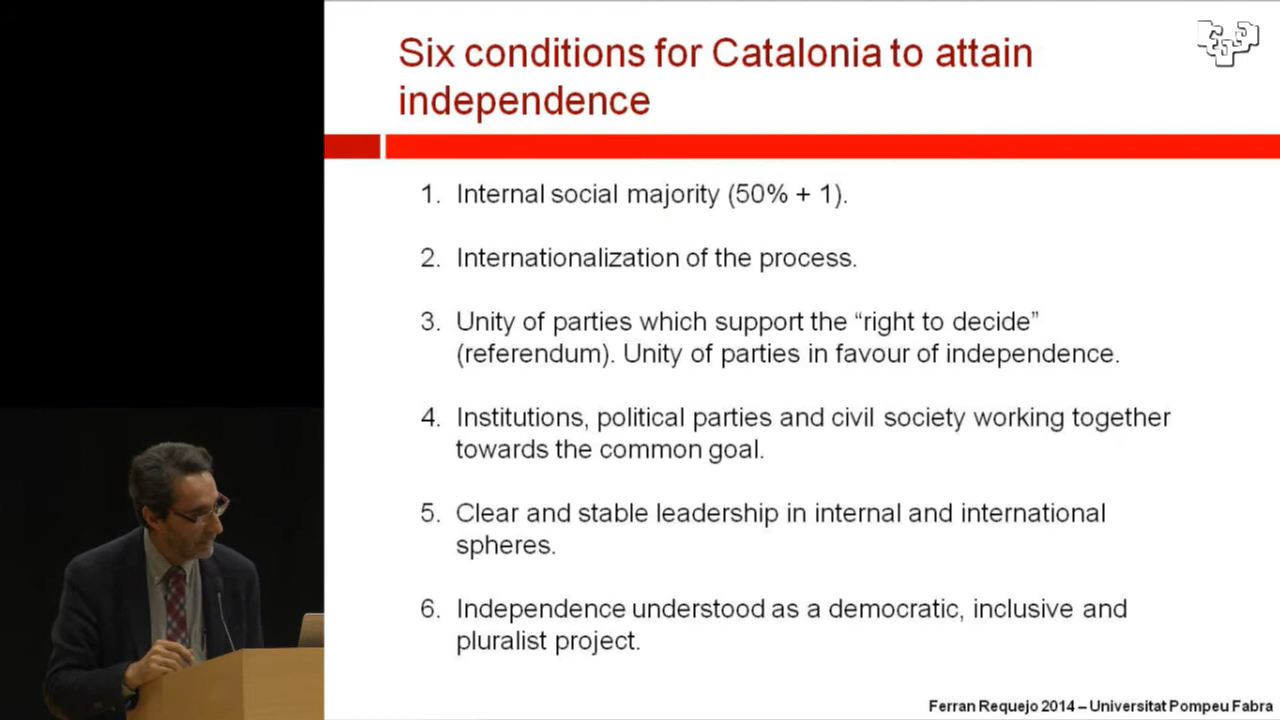 Six conditions for Catalonia to attain
independence
1. Internal social majority (50% + 1).
2. Internationalization of the process.
3. Unity of parties which support the “right to decide”
(referendum). Unity of parties in favour of independence.
4. Institutions, political parties and civil society working together
towards the common goal.
5. Clear and stable leadership in internal and international
spheres.
6. Independence understood as a democratic, inclusive and
pluralist project.
Ferran Requejo 2014 – Universitat Pompeu Fabra